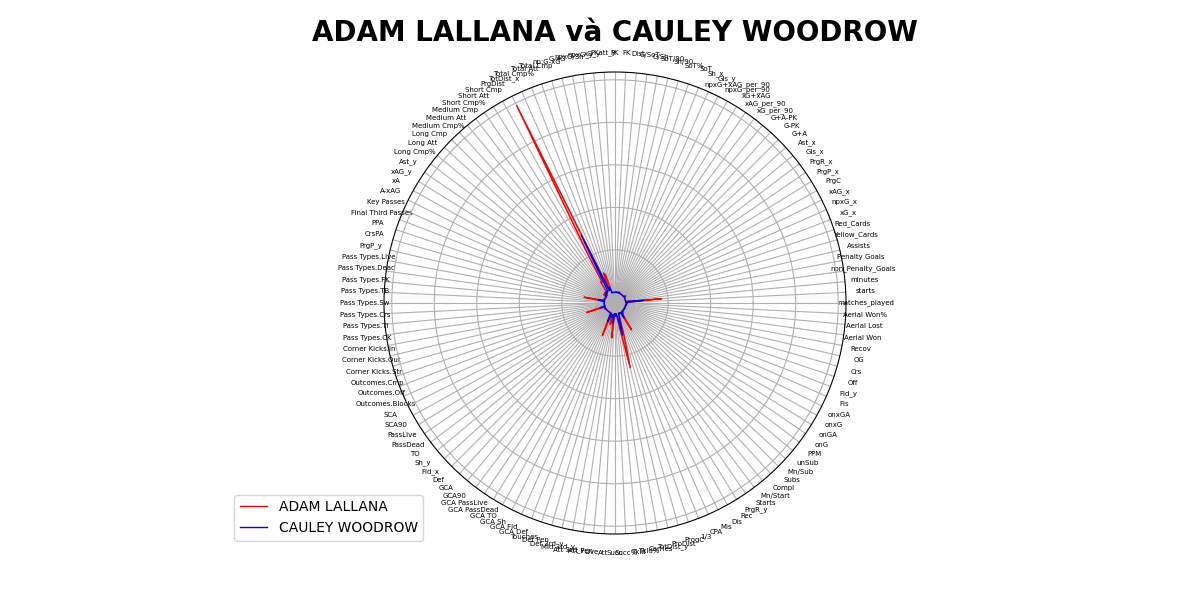 ADAM LALLANA và CAULEY WOODROW
Total Cmp%
TotDist_x
PrgDist
Short Cmp
Short Att
Short Cmp%
Medium Cmp
Medium Att
Medium Cmp%
Long Cmp
Long Att
Long Cmp%
Ast_y
xAG_y
xA
A-xAG
Key Passes
Final Third Passes
PPA
CrsPA
PrgP_y
Pass Types.Live
Pass Types.Dead
Pass Types.FK
Pass Types.TB
Pass Types.Sw
Pass Types.Crs
Pass Types.TI
Pass Types.CK
Corner Kicks.In
Corner Kicks.Out
Corner Kicks.Str
Outcomes.Cmp
Outcomes.Off
Outcomes.Blocks
SCA
SCA90
PassLive
PassDead
TO
Sh_y
Fld_x
Def
GCA
GCA90
GCA PassLive
GCA PassDead
GCA TO
GCA Sh
GCA Fld
GCA Def
Touches
FK
SoT%
SoT
Sh_x
Gls_y
npxG+xAG_per_90
npxG_per_90
xG+xAG
xAG_per_90
xG_per_90
G+A-PK
G-PK
G+A
Ast_x
Gls_x
PrgR_x
PrgP_x
PrgC
xAG_x
npxG_x
xG_x
Red_Cards
Yellow_Cards
Assists
Penalty Goals
non_Penalty_Goals
minutes
starts
matches_played
Aerial Won%
Aerial Lost
Aerial Won
Recov
OG
Crs
Off
Fld_y
Fls
onxGA
onxG
onGA
onG
PPM
unSub
Mn/Sub
Subs
Compl
Mn/Start
Starts
PrgR_y
Rec
Dis
Mis
CPA
1/3
ProgC
ProDist
TotDist_y
ADAM LALLANA
CAULEY WOODROW